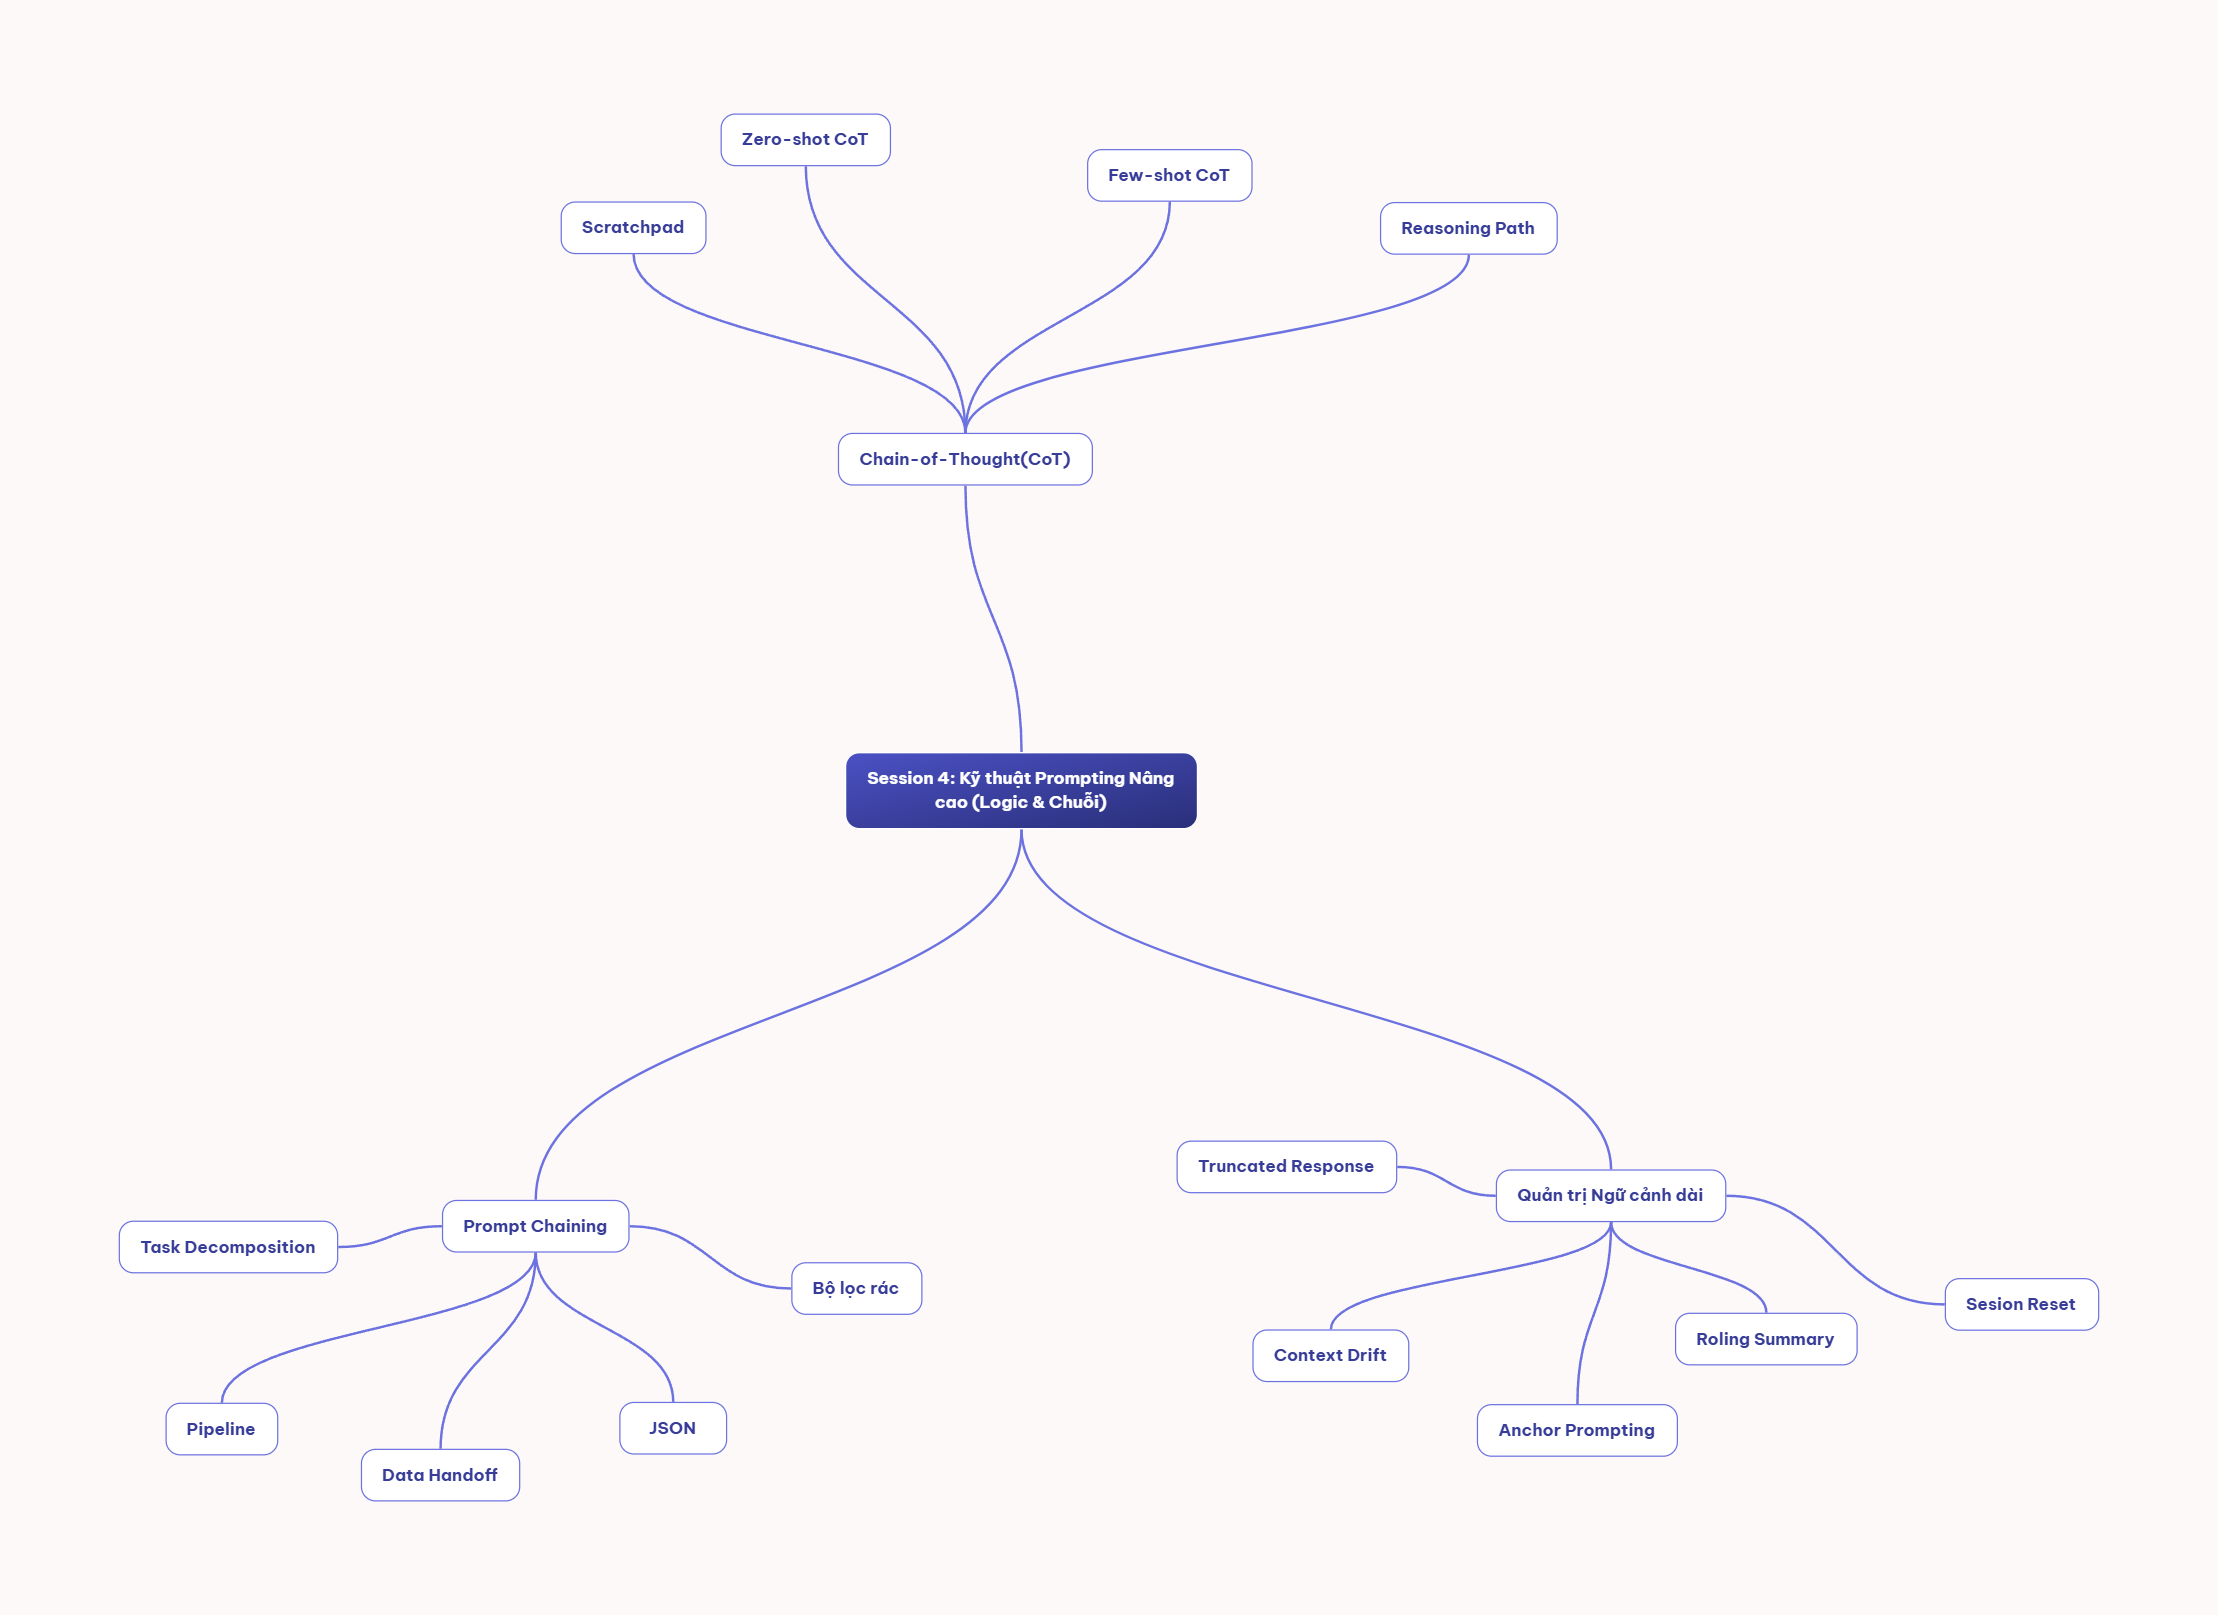 Zero-shot CoT
Few-shot CoT
Scratchpad
Reasoning Path
Chain-of-Thought(CoT)
Session 4: Kỹ thuật Prompting Nâng
cao (Logic & Chuỗi)
Truncated Response
Quản trị Ngữ cảnh dài
Prompt Chaining
Task Decomposition
Bộ lọc rác
Sesion Reset
Roling Summary
Context Drift
Pipeline
JSON
Anchor Prompting
Data Handoff